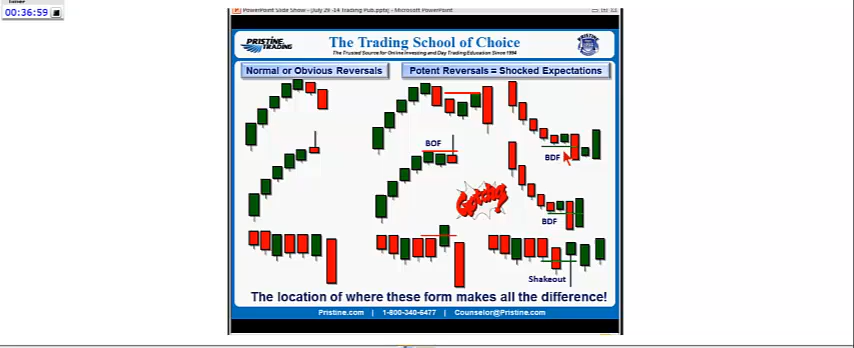 Timer
00:36:59
PowerPoint Slide Show - [July 29 -14 Trading Pub.pptx] - Microsoft PowerPoint
PRISTINE
TRADING
The Trading School of Choice
The Trusted Source for Online Investing and Day Trading Education Since 1994
Normal or Obvious Reversals
Potent Reversals = Shocked Expectations
BOF
BDF
Gotcha
BDF
Shakeout
The location of where these form makes all the difference!
Pristine.com | 1-800-340-6477 | Counselor@Pristine.com